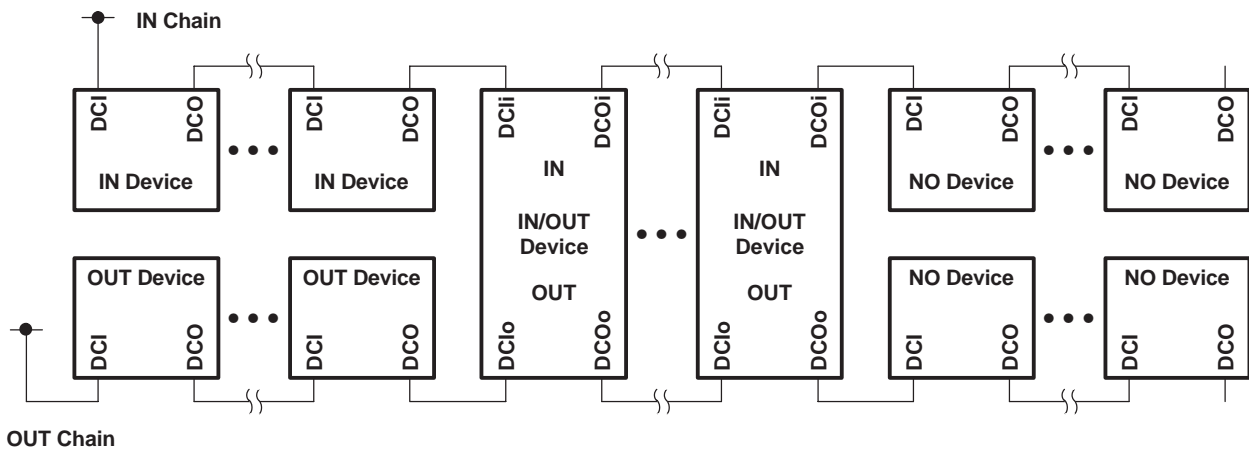 IN Chain
DCI DCO DCI DCO DCIi DCOi DCIi DCOi DCI DCO DCI DCO
IN Device IN Device IN IN NO Device NO Device
IN/OUT IN/OUT
Device Device
OUT Device OUT Device OUT OUT NO Device NO Device
DCI DCO DCI DCO DCIo DCOo DCIo DCOo DCI DCO DCI DCO
OUT Chain